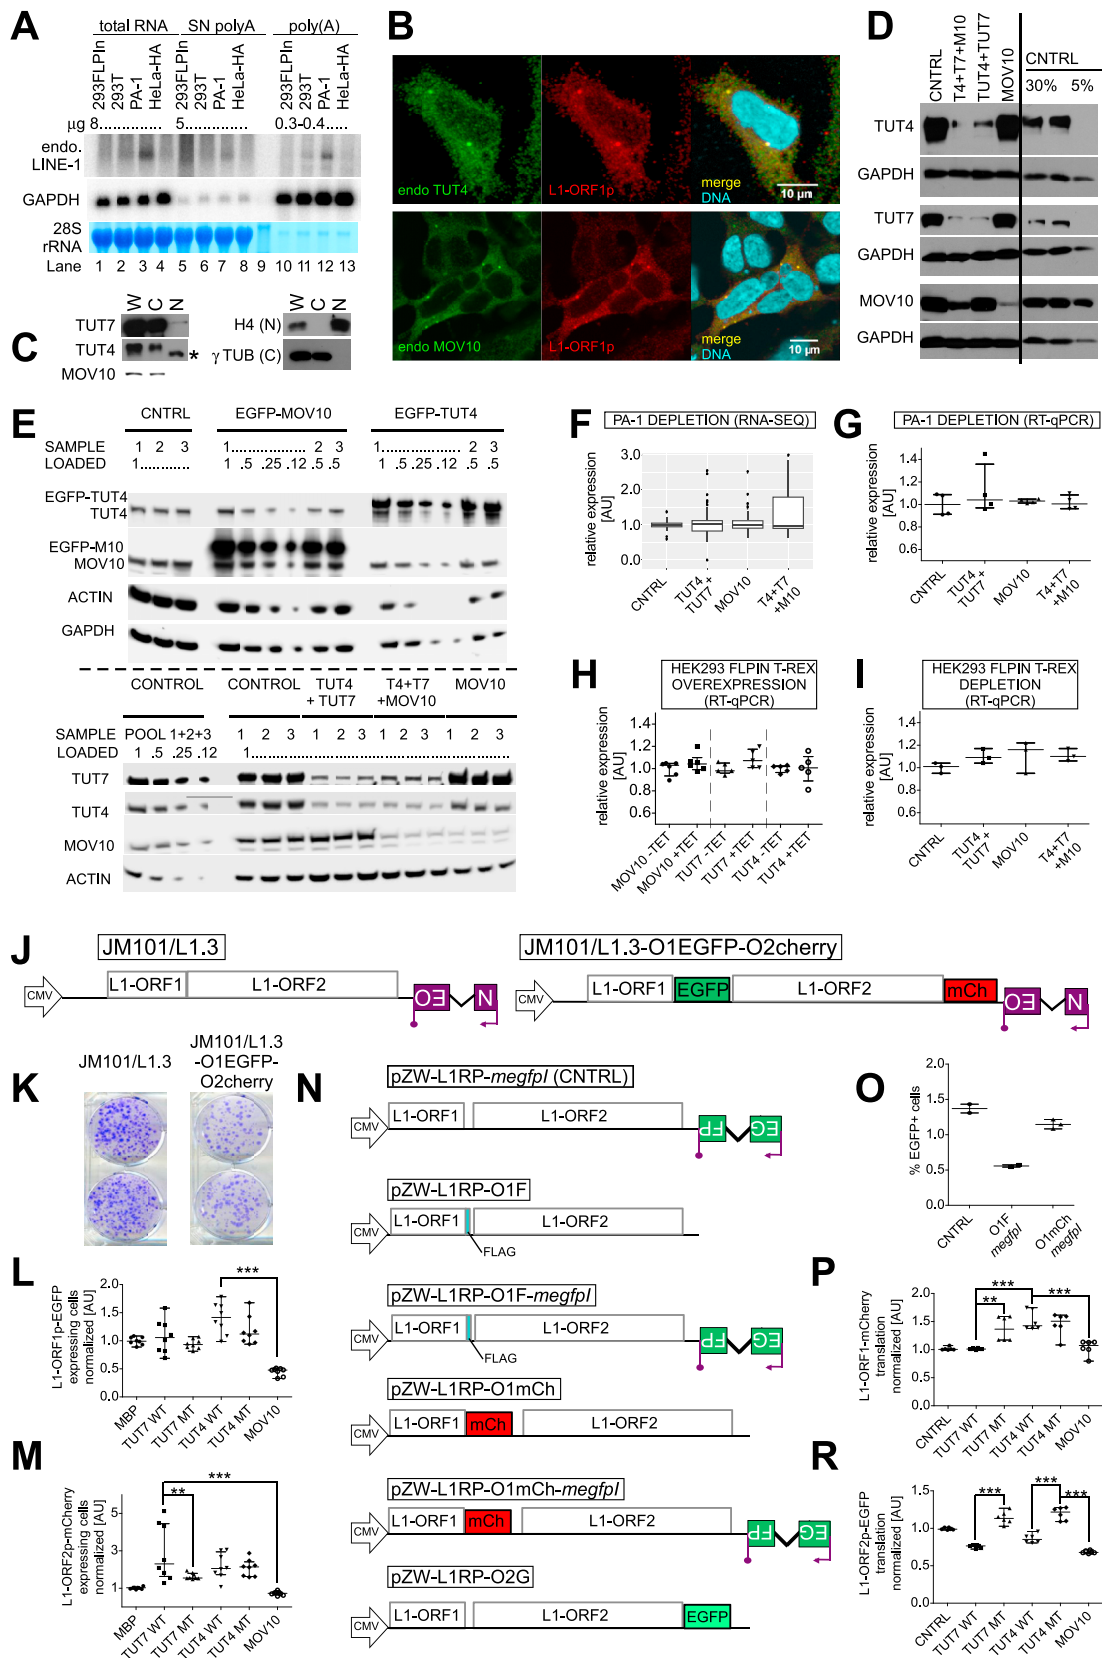 A
total RNA SN polyA poly(A)
293FLPIn 293T PA-1 HeLa-HA 293FLPIn 293T PA-1 HeLa-HA 293FLPIn 293T PA-1 HeLa-HA
μg 8.............. 5.............. 0.3-0.4.....
endo. LINE-1
GAPDH
28S rRNA
Lane 1 2 3 4 5 6 7 8 9 10 11 12 13
B
endo TUT4
L1-ORF1p
merge
DNA
10 μm
endo MOV10
L1-ORF1p
merge
DNA
10 μm
C
W C N
TUT7
TUT4 *
MOV10
W C N
H4 (N)
γTUB (C)
D
CNTRL T4+T7+M10 TUT4+TUT7 MOV10
CNTRL
30% 5%
TUT4
GAPDH
TUT7
GAPDH
MOV10
GAPDH
E
CNTRL EGFP-MOV10 EGFP-TUT4
SAMPLE 1 2 3 1.............. 2 3 1.............. 2 3
LOADED 1............ 1 .5 .25 .12 .5 .5 1 .5 .25 .12 .5 .5
EGFP-TUT4
TUT4
EGFP-M10
MOV10
ACTIN
GAPDH
CONTROL CONTROL TUT4 + TUT7 T4+T7 +MOV10 MOV10
SAMPLE POOL 1+2+3 1 2 3 1 2 3 1 2 3 1 2 3
LOADED 1 .5 .25 .12 1..............................
TUT7
TUT4
MOV10
ACTIN
F
PA-1 DEPLETION (RNA-SEQ)
relative expression [AU]
3.0
2.0
1.0
0.0
CNTRL
TUT4 TUT7+
MOV10
T4+T7 +M10
G
PA-1 DEPLETION (RT-qPCR)
relative expression [AU]
1.4
1.2
1.0
0.8
0.6
CNTRL
TUT4 TUT7+
MOV10
T4+T7 +M10
H
HEK293 FLPIN T-REX
OVEREXPRESSION
(RT-qPCR)
relative expression [AU]
1.4
1.2
1.0
0.8
0.6
MOV10 -TET
MOV10 +TET
TUT7 -TET
TUT7 +TET
TUT4 -TET
TUT4 +TET
I
HEK293 FLPIN T-REX
DEPLETION
(RT-qPCR)
relative expression [AU]
1.4
1.2
1.0
0.8
0.6
CNTRL
TUT4 TUT7+
MOV10
T4+T7 +M10
J
JM101/L1.3
CMV L1-ORF1 L1-ORF2 EO N
JM101/L1.3-O1EGFP-O2cherry
CMV L1-ORF1 EGFP L1-ORF2 mCh EO N
K
JM101/L1.3
JM101/L1.3
-O1EGFP-
O2cherry
L
L1-ORF1p-EGFP
expressing cells
normalized [AU]
2.0
1.5
1.0
0.5
0.0
***
MBP
TUT7 WT
TUT7 MT
TUT4 WT
TUT4 MT
MOV10
M
L1-ORF2p-mCherry
expressing cells
normalized [AU]
5
3
1
***
**
MBP
TUT7 WT
TUT7 MT
TUT4 WT
TUT4 MT
MOV10
N
pZW-L1RP-megfpI (CNTRL)
CMV L1-ORF1 L1-ORF2 FP EG
pZW-L1RP-O1F
CMV L1-ORF1 L1-ORF2
FLAG
pZW-L1RP-O1F-megfpI
CMV L1-ORF1 L1-ORF2 FP EG
FLAG
pZW-L1RP-O1mCh
CMV L1-ORF1 mCh L1-ORF2
pZW-L1RP-O1mCh-megfpI
CMV L1-ORF1 mCh L1-ORF2 FP EG
pZW-L1RP-O2G
CMV L1-ORF1 L1-ORF2 EGFP
O
% EGFP+ cells
2.0
1.5
1.0
0.5
0.0
CNTRL
O1F megfpI
O1mCh megfpI
P
L1-ORF1-mCherry
translation
normalized [AU]
2.0
1.5
1.0
0.5
0.0
***
**
***
CNTRL
TUT7 WT
TUT7 MT
TUT4 WT
TUT4 MT
MOV10
R
L1-ORF2p-EGFP
translation
normalized [AU]
1.5
1.0
0.5
0.0
***
***
***
CNTRL
TUT7 WT
TUT7 MT
TUT4 WT
TUT4 MT
MOV10